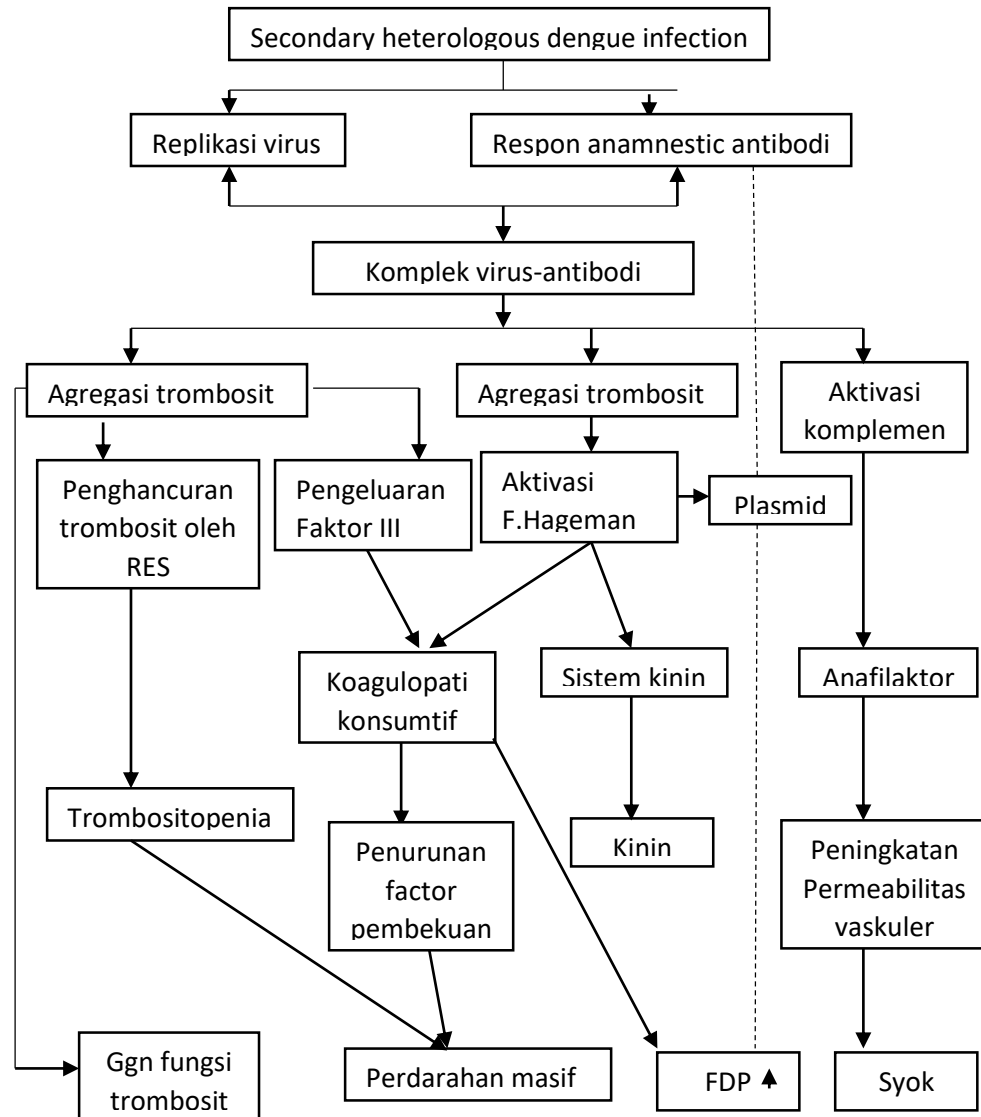 Secondary heterologous dengue infection
Replikasi virus
Respon anamnestic antibodi
Komplek virus-antibodi
Agregasi trombosit
Agregasi trombosit
Aktivasi
komplemen
Penghancuran
trombosit oleh
RES
Pengeluaran
Faktor III
Aktivasi
F.Hageman
Plasmid
Koagulopati
konsumtif
Sistem kinin
Anafilaktor
Trombositopenia
Penurunan
factor
pembekuan
Kinin
Peningkatan
Permeabilitas
vaskuler
Ggn fungsi
trombosit
Perdarahan masif
FDP
Syok